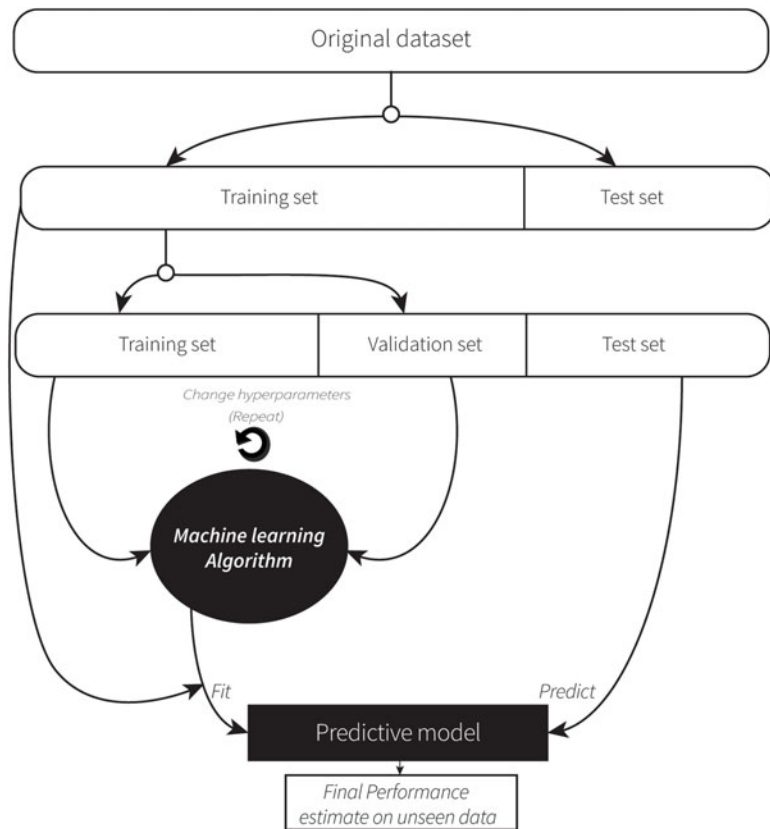 Original dataset
Training set
Test set
Training set
Validation set
Test set
Change hyperparameters
(Repeat)
Machine learning
Algorithm
Fit
Predict
Predictive model
Final Performance
estimate on unseen data